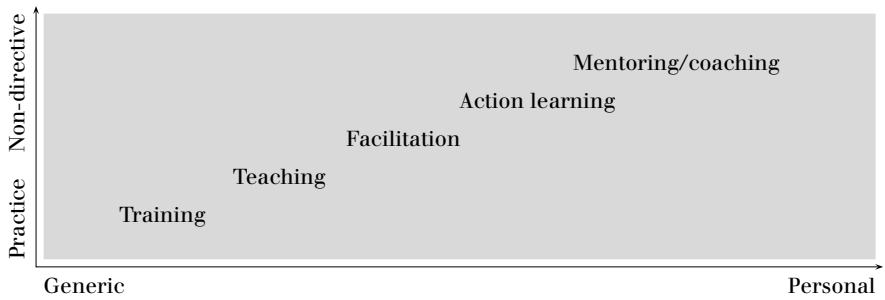 Non-directive
Practice
Mentoring/coaching
Action learning
Facilitation
Teaching
Training
Generic
Personal